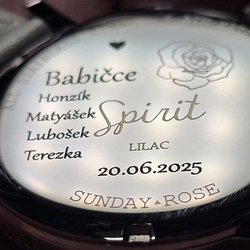 Babičce
Honzík
Matyášek
Lubošek
Terezka
Spirit
LILAC
20.06.2025
SUNDAY ROSE